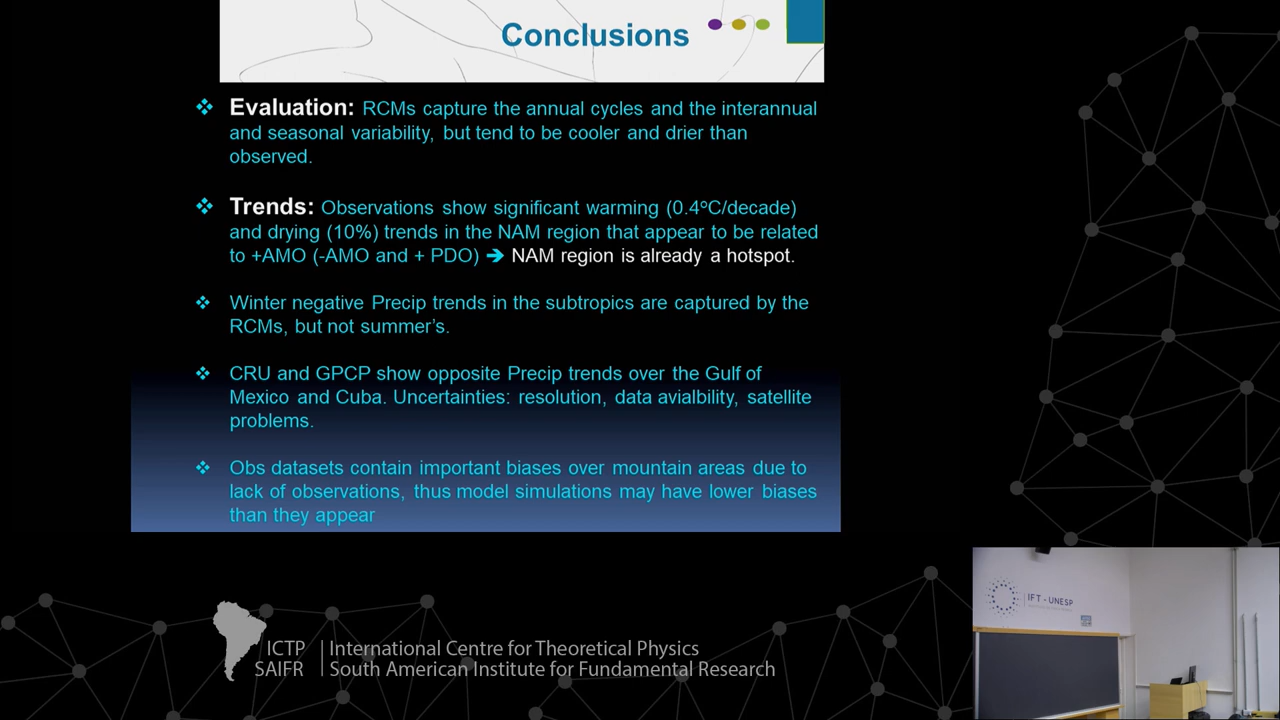 Conclusions
❖ Evaluation: RCMs capture the annual cycles and the interannual
and seasonal variability, but tend to be cooler and drier than
observed.
❖ Trends: Observations show significant warming (0.4ºC/decade)
and drying (10%) trends in the NAM region that appear to be related
to +AMO (-AMO and + PDO) ➔ NAM region is already a hotspot.
❖ Winter negative Precip trends in the subtropics are captured by the
RCMs, but not summer’s.
❖ CRU and GPCP show opposite Precip trends over the Gulf of
Mexico and Cuba. Uncertainties: resolution, data avialbility, satellite
problems.
❖ Obs datasets contain important biases over mountain areas due to
lack of observations, thus model simulations may have lower biases
than they appear
ICTP
SAIFR
International Centre for Theoretical Physics
South American Institute for Fundamental Research
IFT - UNESP